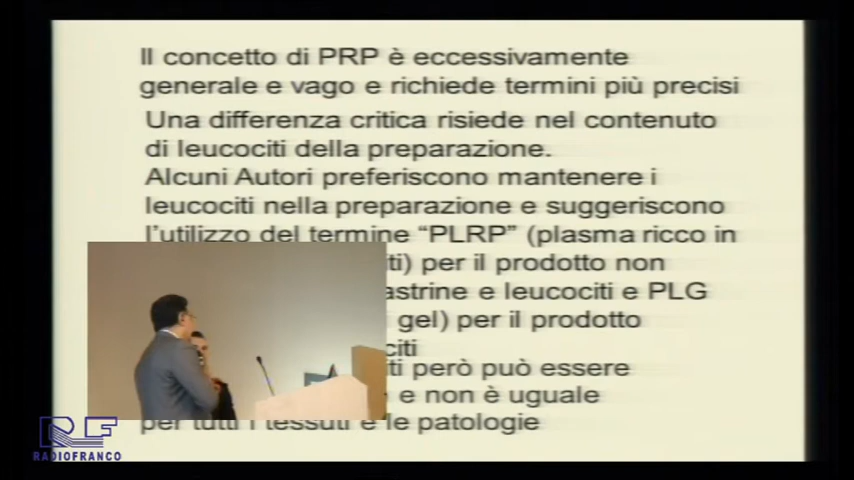 Il concetto di PRP è eccessivamente
generale e vago e richiede termini più precisi
Una differenza critica risiede nel contenuto
di leucociti della preparazione.
Alcuni Autori preferiscono mantenere i
leucociti nella preparazione e suggeriscono
l'utilizzo del termine “PLRP” (plasma ricco in
iti) per il prodotto non
astrine e leucociti e PLG
gel) per il prodotto
citi
iti però può essere
e non è uguale
per tutti i tessuti e le patologie
RF
RADIOFRANCO